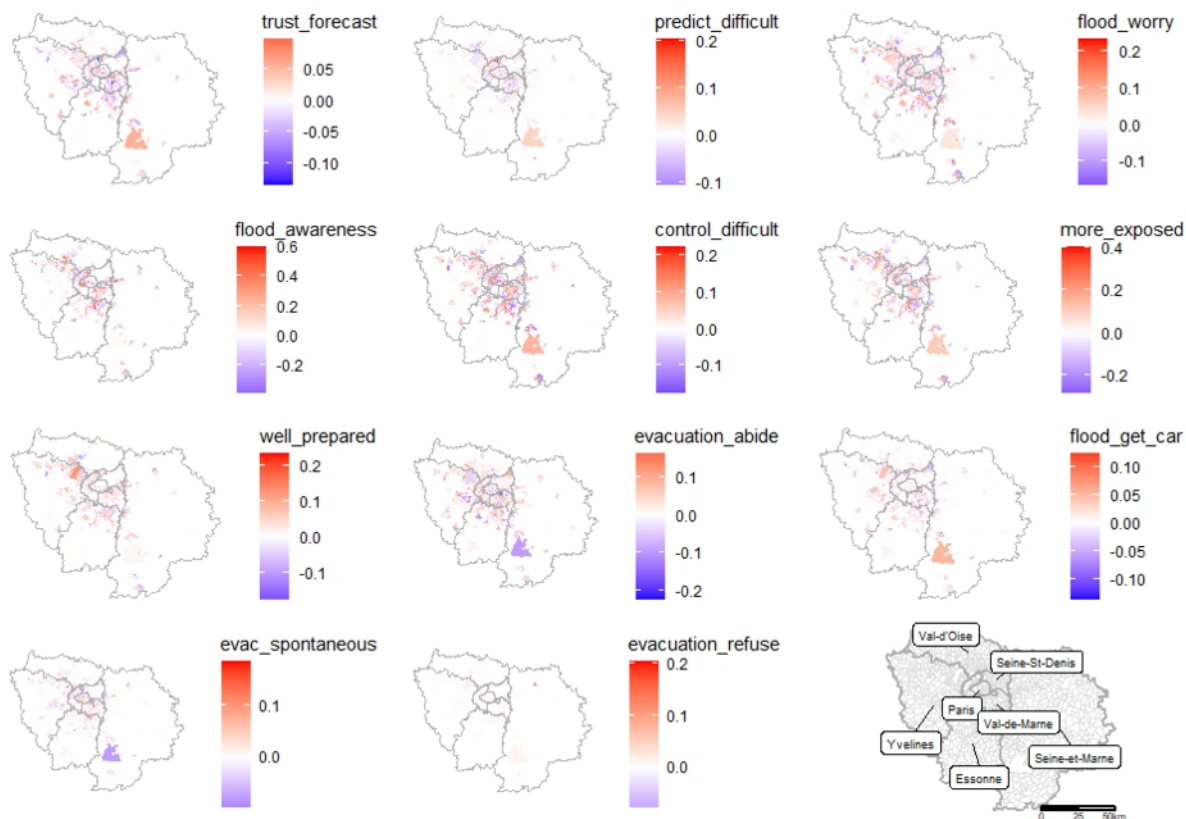 trust_forecast
0.05
0.00
-0.05
-0.10
predict_difficult
0.2
0.1
0.0
-0.1
flood_worry
0.2
0.1
0.0
-0.1
flood_awareness
0.6
0.4
0.2
0.0
-0.2
control_difficult
0.2
0.1
0.0
-0.1
more_exposed
0.4
0.2
0.0
-0.2
well_prepared
0.2
0.1
0.0
-0.1
evacuation_abide
0.1
0.0
-0.1
-0.2
flood_get_car
0.10
0.05
0.00
-0.05
-0.10
evac_spontaneous
0.1
0.0
evacuation_refuse
0.2
0.1
0.0
Val-d'Oise
Seine-St-Denis
Paris
Val-de-Marne
Yvelines
Seine-et-Marne
Essonne
0 25 50km